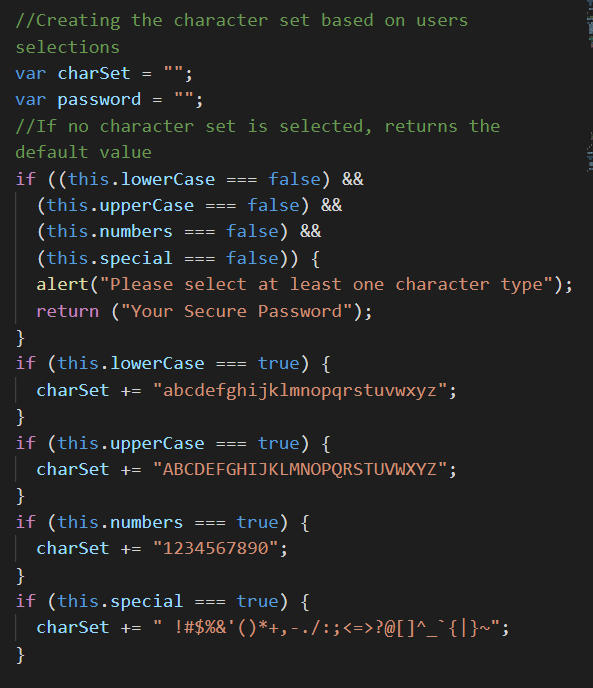 //Creating the character set based on users
selections
var charSet = "";
var password = "";
//If no character set is selected, returns the
default value
if ((this.lowerCase === false) &&
(this.upperCase === false) &&
(this.numbers === false) &&
(this.special === false)) {
alert("Please select at least one character type");
return ("Your Secure Password");
}
if (this.lowerCase === true) {
charSet += "abcdefghijklmnopqrstuvwxyz";
}
if (this.upperCase === true) {
charSet += "ABCDEFGHIJKLMNOPQRSTUVWXYZ";
}
if (this.numbers === true) {
charSet += "1234567890";
}
if (this.special === true) {
charSet += " !#$%&'()*+,-./:;<=>?@[]^_`{|}~";
}